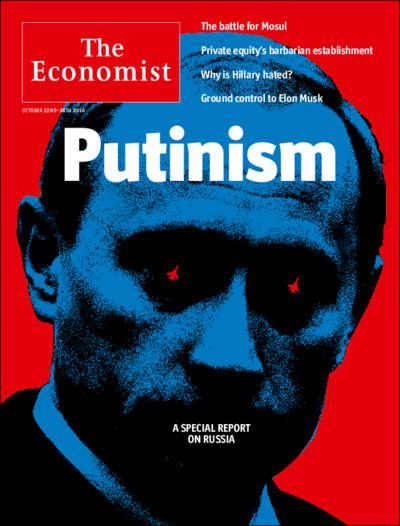 The
Economist
OCTOBER 22ND–28TH 2016
The battle for Mosul
Private equity's barbarian establishment
Why is Hillary hated?
Ground control to Elon Musk
Putinism
A SPECIAL REPORT
ON RUSSIA